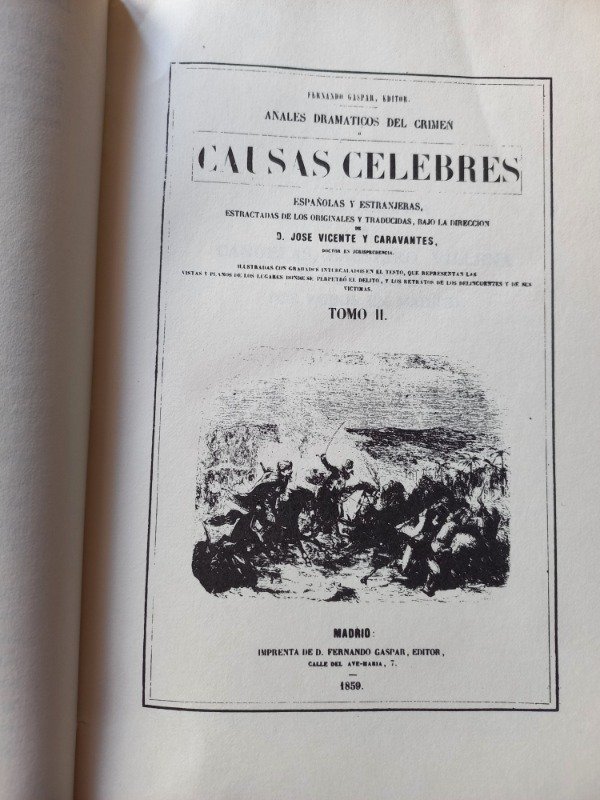 FERNANDO GASPAR, EDITOR.
ANALES DRAMATICOS DEL CRIMEN
O
CAUSAS CELEBRES
ESPAÑOLAS Y ESTRANJERAS,
ESTRACTADAS DE LOS ORIGINALES Y TRADUCIDAS, BAJO LA DIRECCION
DE
D. JOSE VICENTE Y CARAVANTES,
DOCTOR EN JURISPRUDENCIA.
ILUSTRADAS CON GRABADOS INTERCALADOS EN EL TESTO, QUE REPRESENTAN LAS
VISTAS Y PLANOS DE LOS LUGARES DONDE SE PERPETRÓ EL DELITO, Y LOS RETRATOS DE LOS DELINCUENTES Y DE SUS
VICTIMAS.
TOMO II.
MADRID:
IMPRENTA DE D. FERNANDO GASPAR, EDITOR,
CALLE DEL AVE-MARIA, 7.
1859.